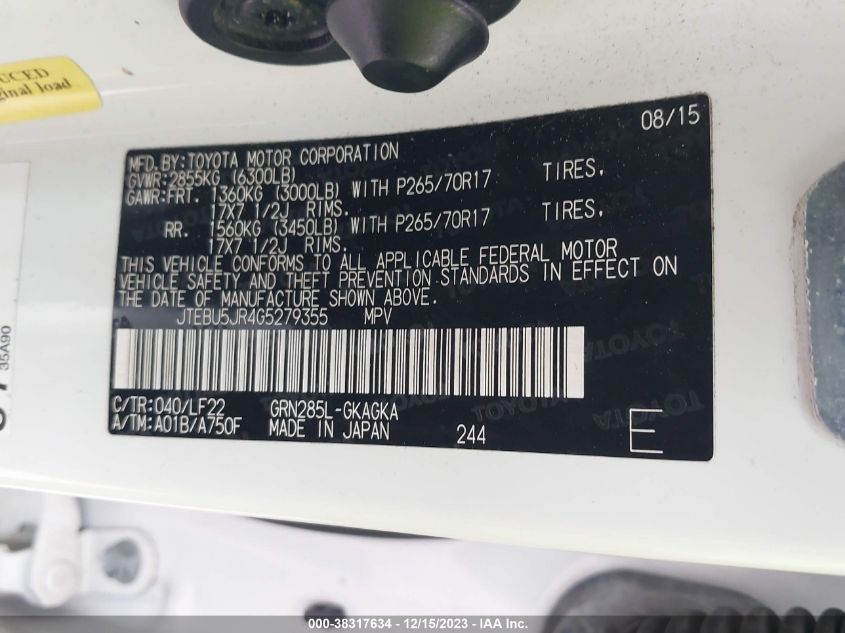 UCED
ginal load
08/15
MFD.BY:TOYOTA MOTOR CORPORATION
GVWR:2855KG (6300LB)
GAWR:FRT. 1360KG (3000LB) WITH P265/70R17 TIRES,
17X7 1/2J RIMS.
RR. 1560KG (3450LB) WITH P265/70R17 TIRES,
17X7 1/2J RIMS.
THIS VEHICLE CONFORMS TO ALL APPLICABLE FEDERAL MOTOR
VEHICLE SAFETY AND THEFT PREVENTION STANDARDS IN EFFECT ON
THE DATE OF MANUFACTURE SHOWN ABOVE.
JTEBU5JR4G5279355 MPV
C/TR:040/LF22 GRN285L-GKAGKA
A/TM:A01B/A750F MADE IN JAPAN 244 E
35A90
000-38317634 - 12/15/2023 - IAA Inc.